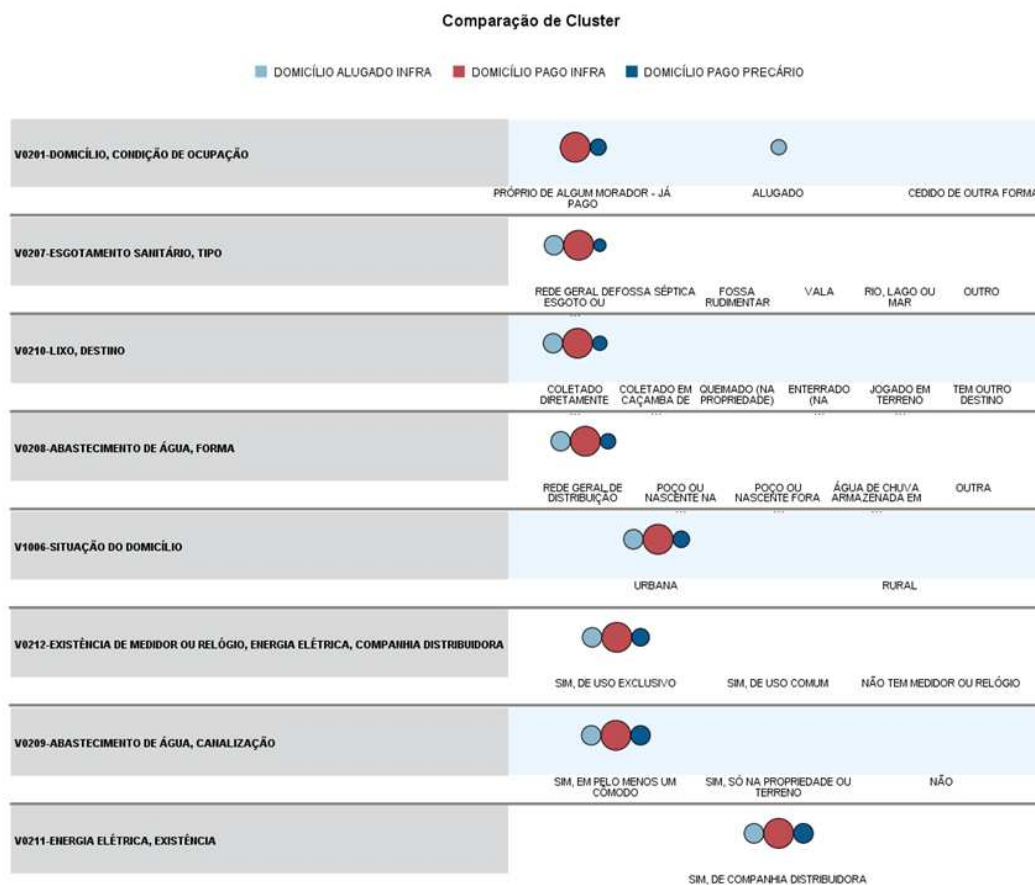 Comparação de Cluster
DOMICÍLIO ALUGADO INFRA DOMICÍLIO PAGO INFRA DOMICÍLIO PAGO PRECÁRIO
V0201-DOMICÍLIO, CONDIÇÃO DE OCUPAÇÃO
PRÓPRIO DE ALGUM MORADOR - JÁ PAGO
ALUGADO
CEDIDO DE OUTRA FORMA
V0207-ESGOTAMENTO SANITÁRIO, TIPO
REDE GERAL DE
ESGOTO OU
...
FOSSA SÉPTICA
FOSSA
RUDIMENTAR
VALA
RIO, LAGO OU
MAR
OUTRO
V0210-LIXO, DESTINO
COLETADO
DIRETAMENTE
...
COLETADO EM
CAÇAMBA DE
...
QUEIMADO (NA
PROPRIEDADE)
ENTERRADO
(NA
...
JOGADO EM
TERRENO
...
TEM OUTRO
DESTINO
V0208-ABASTECIMENTO DE ÁGUA, FORMA
REDE GERAL DE
DISTRIBUIÇÃO
POÇO OU
NASCENTE NA
...
POÇO OU
NASCENTE FORA
...
ÁGUA DE CHUVA
ARMAZENADA EM
...
OUTRA
V1006-SITUAÇÃO DO DOMICÍLIO
URBANA
RURAL
V0212-EXISTÊNCIA DE MEDIDOR OU RELÓGIO, ENERGIA ELÉTRICA, COMPANHIA DISTRIBUIDORA
SIM, DE USO EXCLUSIVO
SIM, DE USO COMUM
NÃO TEM MEDIDOR OU RELÓGIO
V0209-ABASTECIMENTO DE ÁGUA, CANALIZAÇÃO
SIM, EM PELO MENOS UM
CÔMODO
SIM, SÓ NA PROPRIEDADE OU
TERRENO
NÃO
V0211-ENERGIA ELÉTRICA, EXISTÊNCIA
SIM, DE COMPANHIA DISTRIBUIDORA